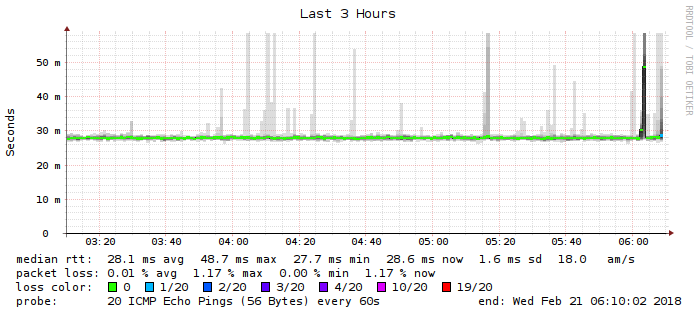 Last 3 Hours
RRDTOOL / TOBI OETIKER
Seconds
50 m
40 m
30 m
20 m
10 m
0
03:20 03:40 04:00 04:20 04:40 05:00 05:20 05:40 06:00
median rtt: 28.1 ms avg 48.7 ms max 27.7 ms min 28.6 ms now 1.6 ms sd 18.0 am/s
packet loss: 0.01 % avg 1.17 % max 0.00 % min 1.17 % now
loss color: 0 1/20 2/20 3/20 4/20 10/20 19/20
probe: 20 ICMP Echo Pings (56 Bytes) every 60s end: Wed Feb 21 06:10:02 2018